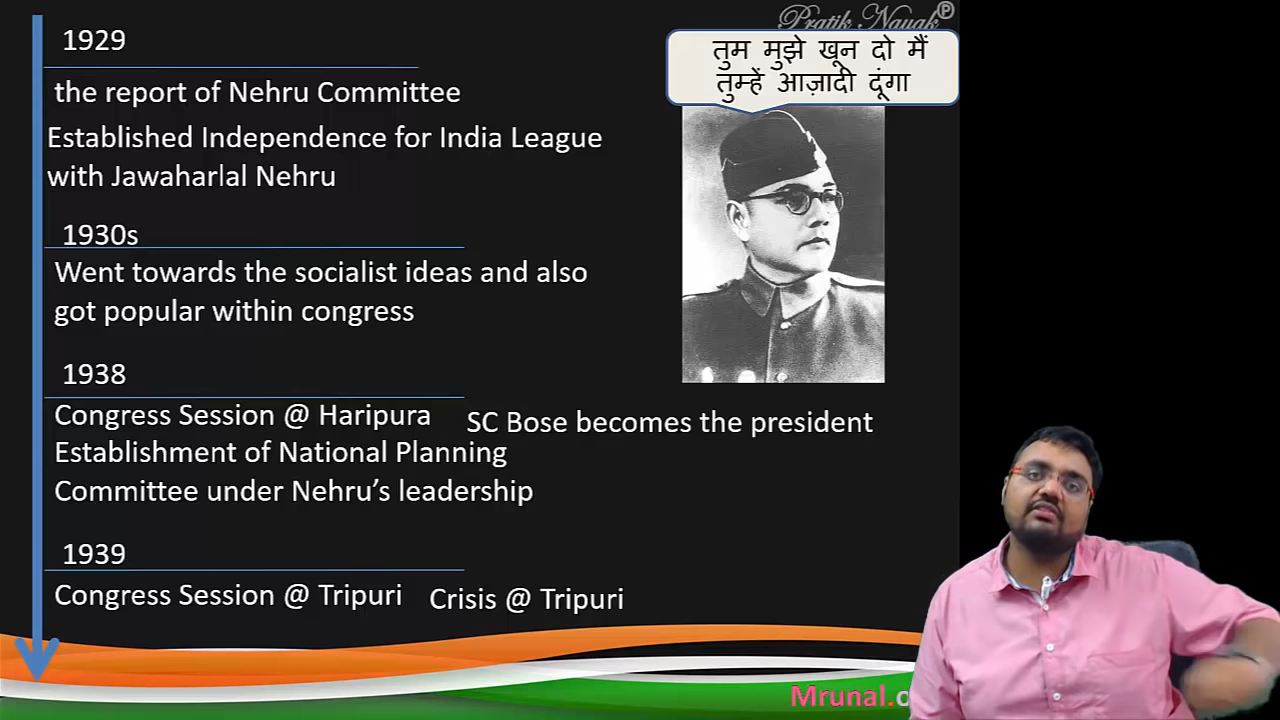 Pratik Nayak Ⓟ
तुम मुझे खून दो मैं
तुम्हें आज़ादी दूंगा
1929
the report of Nehru Committee
Established Independence for India League
with Jawaharlal Nehru
1930s
Went towards the socialist ideas and also
got popular within congress
1938
Congress Session @ Haripura
SC Bose becomes the president
Establishment of National Planning
Committee under Nehru’s leadership
1939
Congress Session @ Tripuri
Crisis @ Tripuri
Mrunal.o